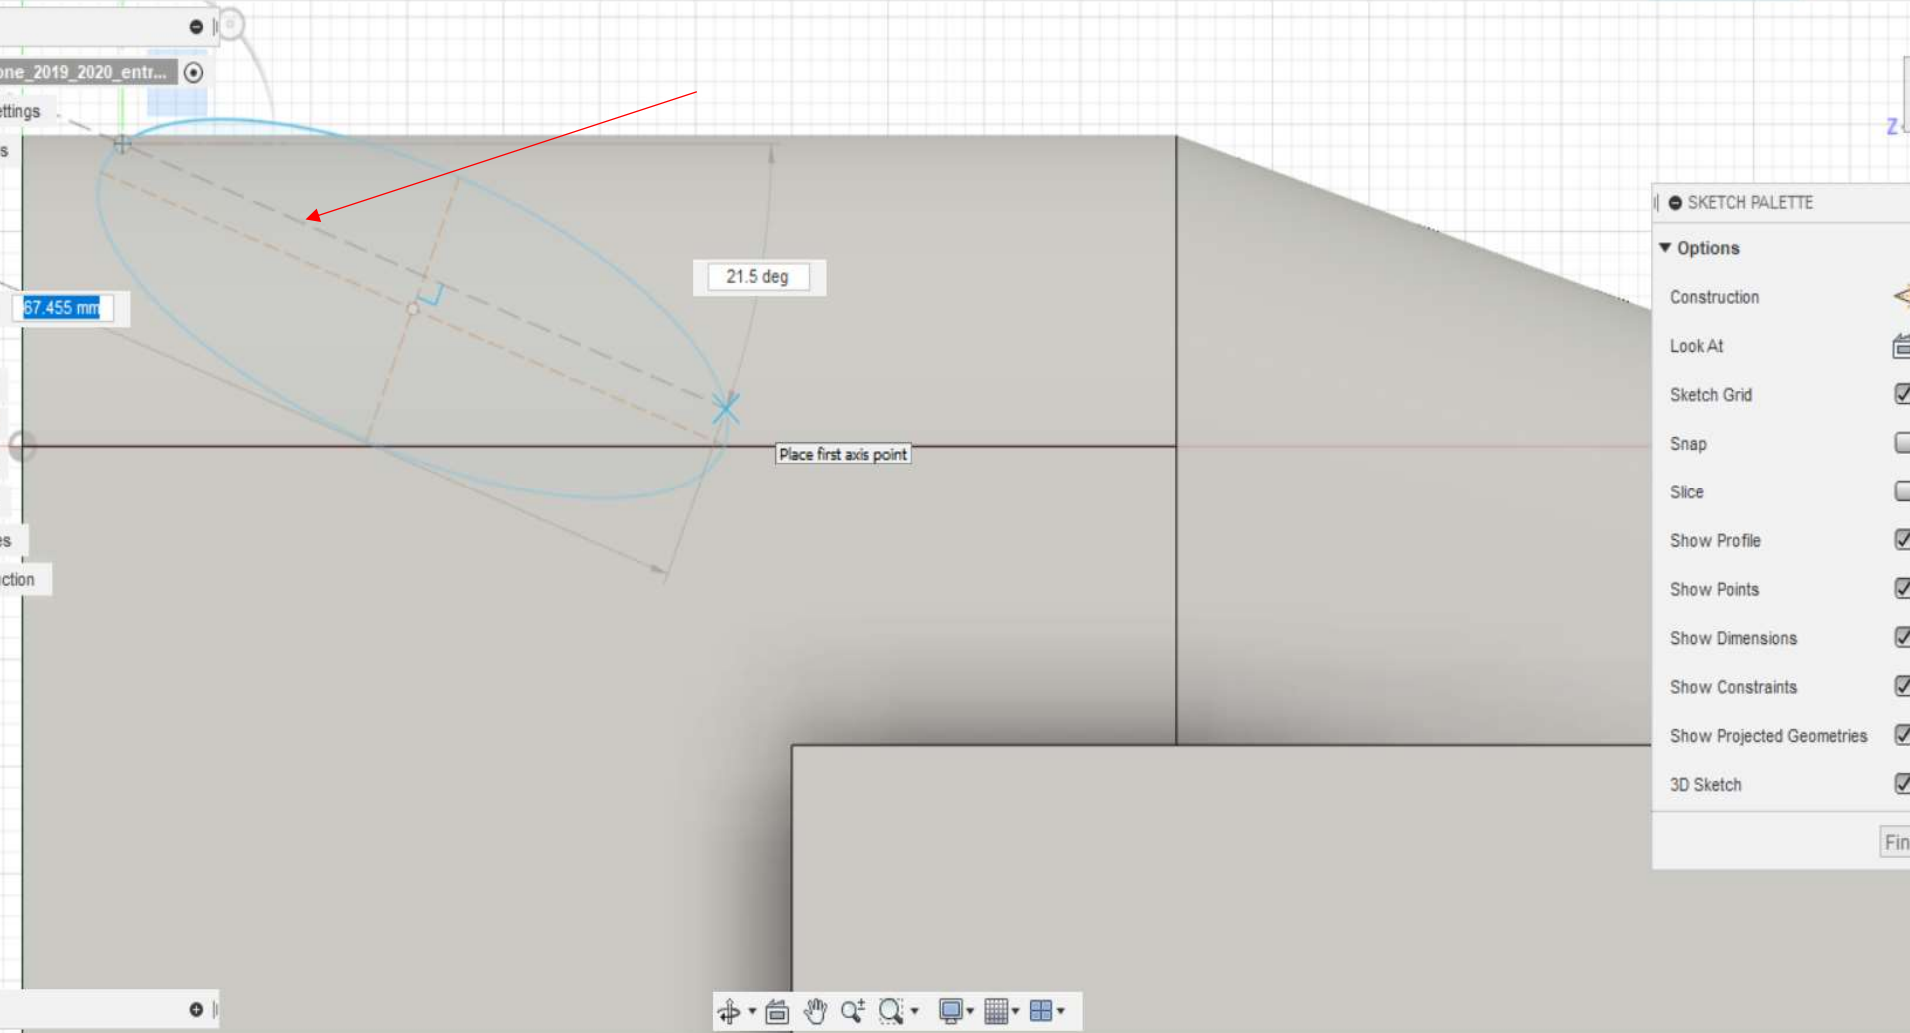 one_2019_2020_entr...
ettings
s
67.455 mm
21.5 deg
Place first axis point
es
ction
Z
SKETCH PALETTE
Options
Construction
Look At
Sketch Grid
Snap
Slice
Show Profile
Show Points
Show Dimensions
Show Constraints
Show Projected Geometries
3D Sketch
Fin